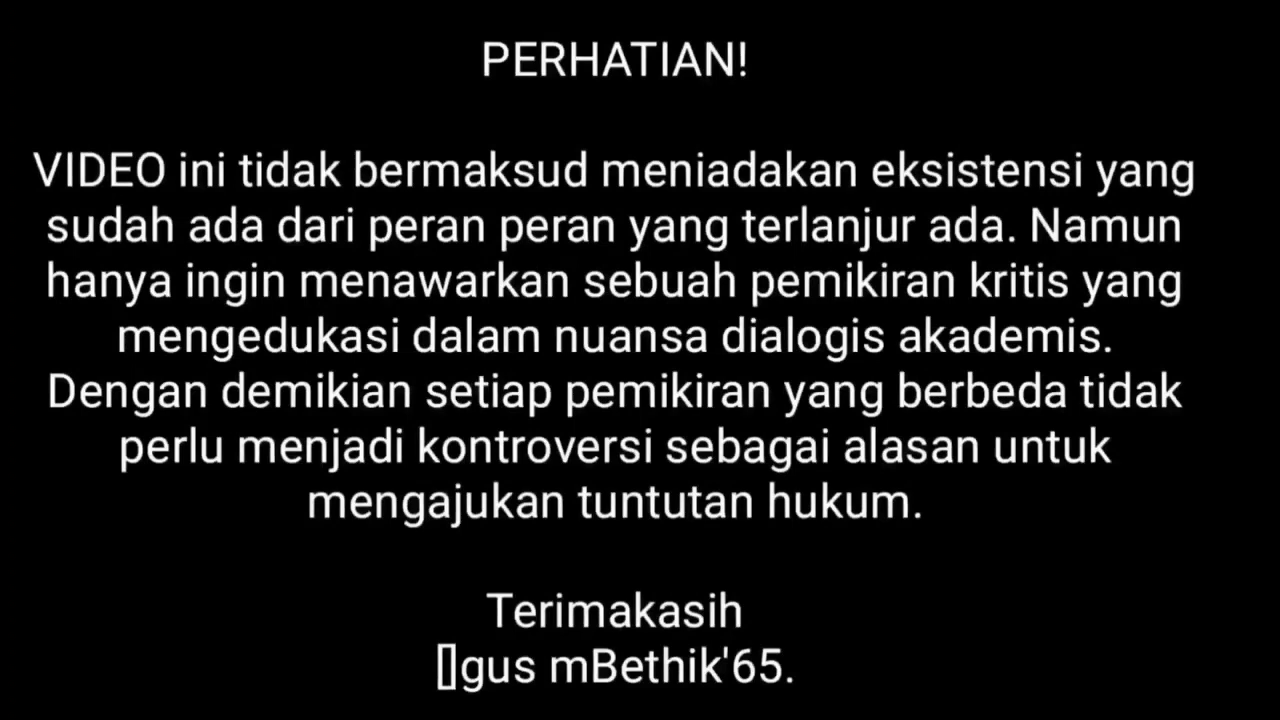 PERHATIAN!
VIDEO ini tidak bermaksud meniadakan eksistensi yang
sudah ada dari peran peran yang terlanjur ada. Namun
hanya ingin menawarkan sebuah pemikiran kritis yang
mengedukasi dalam nuansa dialogis akademis.
Dengan demikian setiap pemikiran yang berbeda tidak
perlu menjadi kontroversi sebagai alasan untuk
mengajukan tuntutan hukum.
Terimakasih
[]gus mBethik'65.